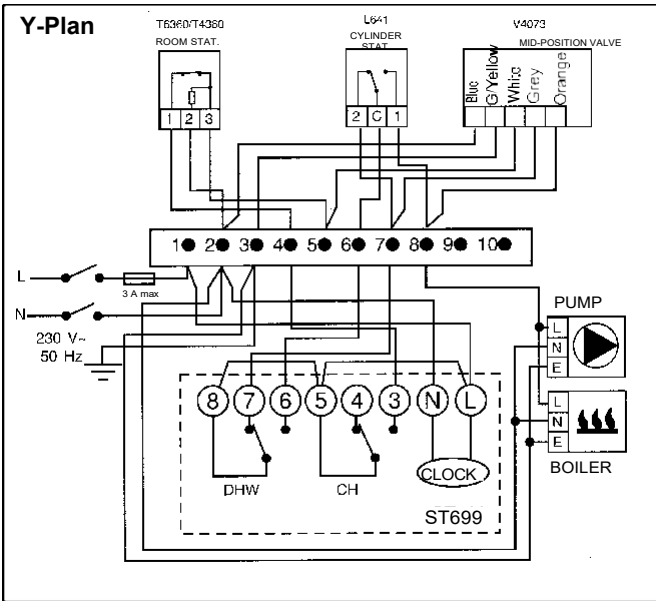 Y-Plan
T6360/T4360
ROOM STAT.
L641
CYLINDER
STAT
V4073
MID-POSITION VALVE
Blue
G/Yellow
White
Grey
Orange
1 2 3
2 C 1
1 2 3 4 5 6 7 8 9 10
L
3 A max
N
230 V~
50 Hz
PUMP
L
N
E
L
N
E
BOILER
8 7 6 5 4 3 N L
DHW
CH
CLOCK
ST699